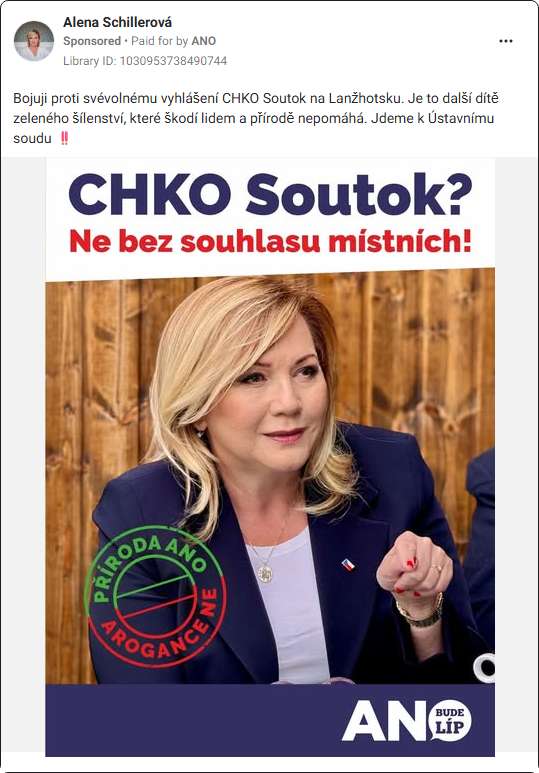 Alena Schillerová
Sponsored • Paid for by ANO
Library ID: 1030953738490744
Bojuji proti svévolnému vyhlášení CHKO Soutok na Lanžhotsku. Je to další dítě
zeleného šílenství, které škodí lidem a přírodě nepomáhá. Jdeme k Ústavnímu
soudu ‼️
CHKO Soutok?
Ne bez souhlasu místních!
PŘÍRODA ANO
AROGANCE NE
ANO
BUDE
LÍP